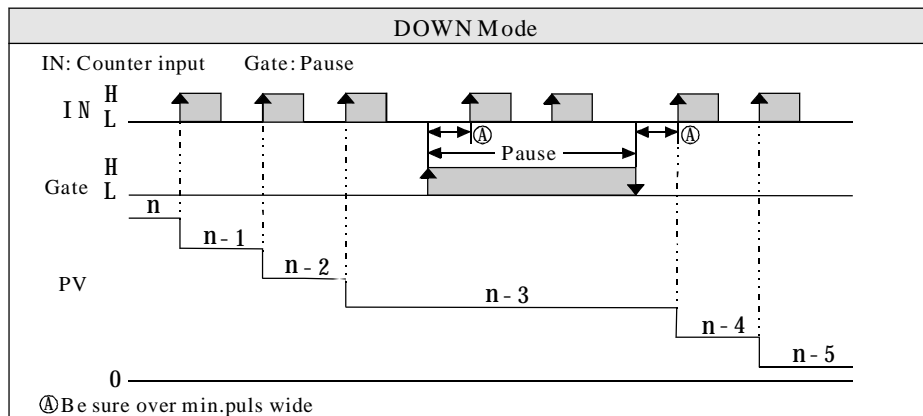 DOWN Mode
IN: Counter input Gate: Pause
IN H
L
Ⓐ Ⓐ
Pause
Gate H
L
n
n-1
n-2
PV n-3
n-4
n-5
0
ⒶBe sure over min.puls wide